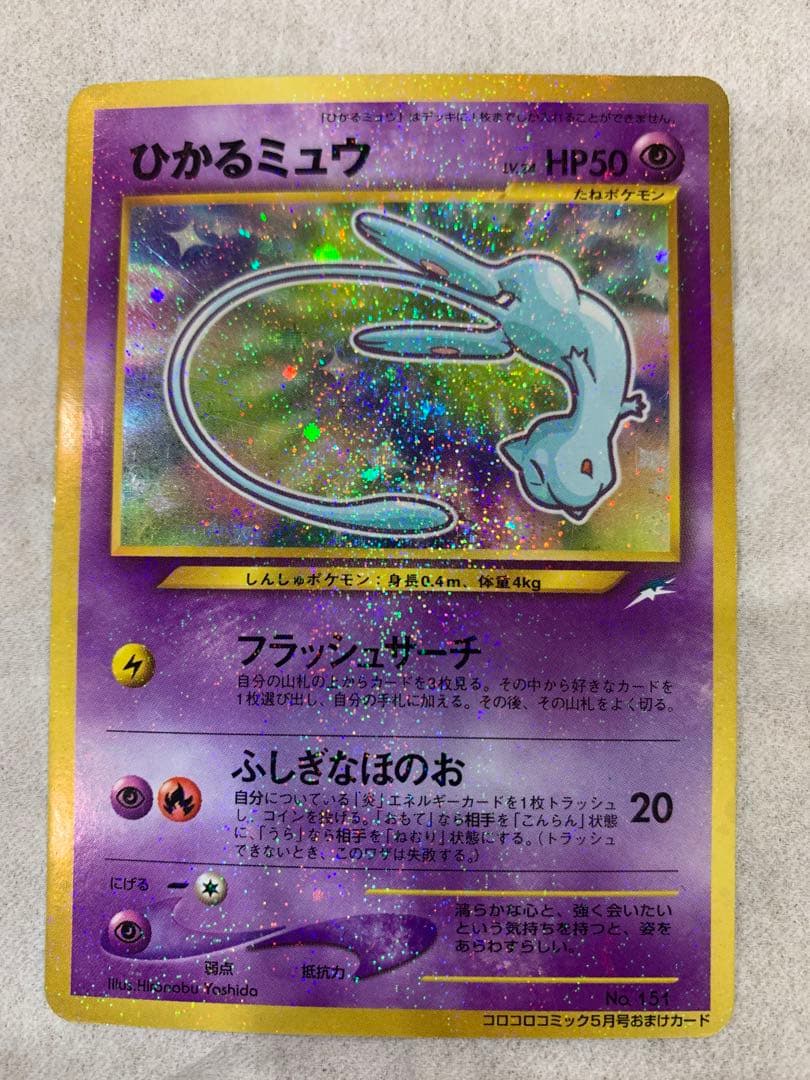 「ひかるミュウ」はデッキに1枚までしか入れることができません。
ひかるミュウ
LV.24 HP50
たねポケモン
しんしゅポケモン：身長0.4m、体重4kg
フラッシュサーチ
自分の山札の上からカードを3枚見る。その中から好きなカードを
1枚選び出し、自分の手札に加える。その後、その山札をよく切る。
ふしぎなほのお
自分についている「炎」エネルギーカードを1枚トラッシュ
し、コインを投げる。「おもて」なら相手を「こんらん」状態
に、「うら」なら相手を「ねむり」状態にする。（トラッシュ
できないとき、このワザは失敗する。）
20
にげる
弱点
抵抗力
清らかな心と、強く会いたい
という気持ちを持つと、姿を
あらわすらしい。
Illus. Hironobu Yoshida
No. 151
コロコロコミック5月号おまけカード